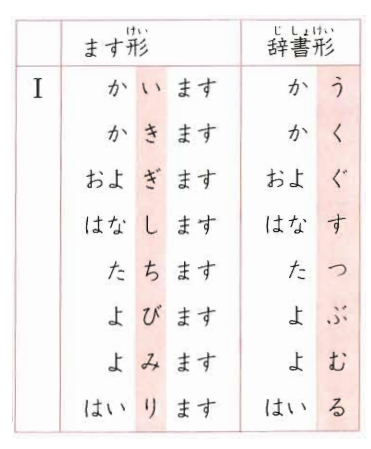 ます形 辞書形
けい じしょけい
I かいます かう
かきます かく
およぎます およぐ
はなします はなす
たちます たつ
よびます よぶ
よみます よむ
はいります はいる